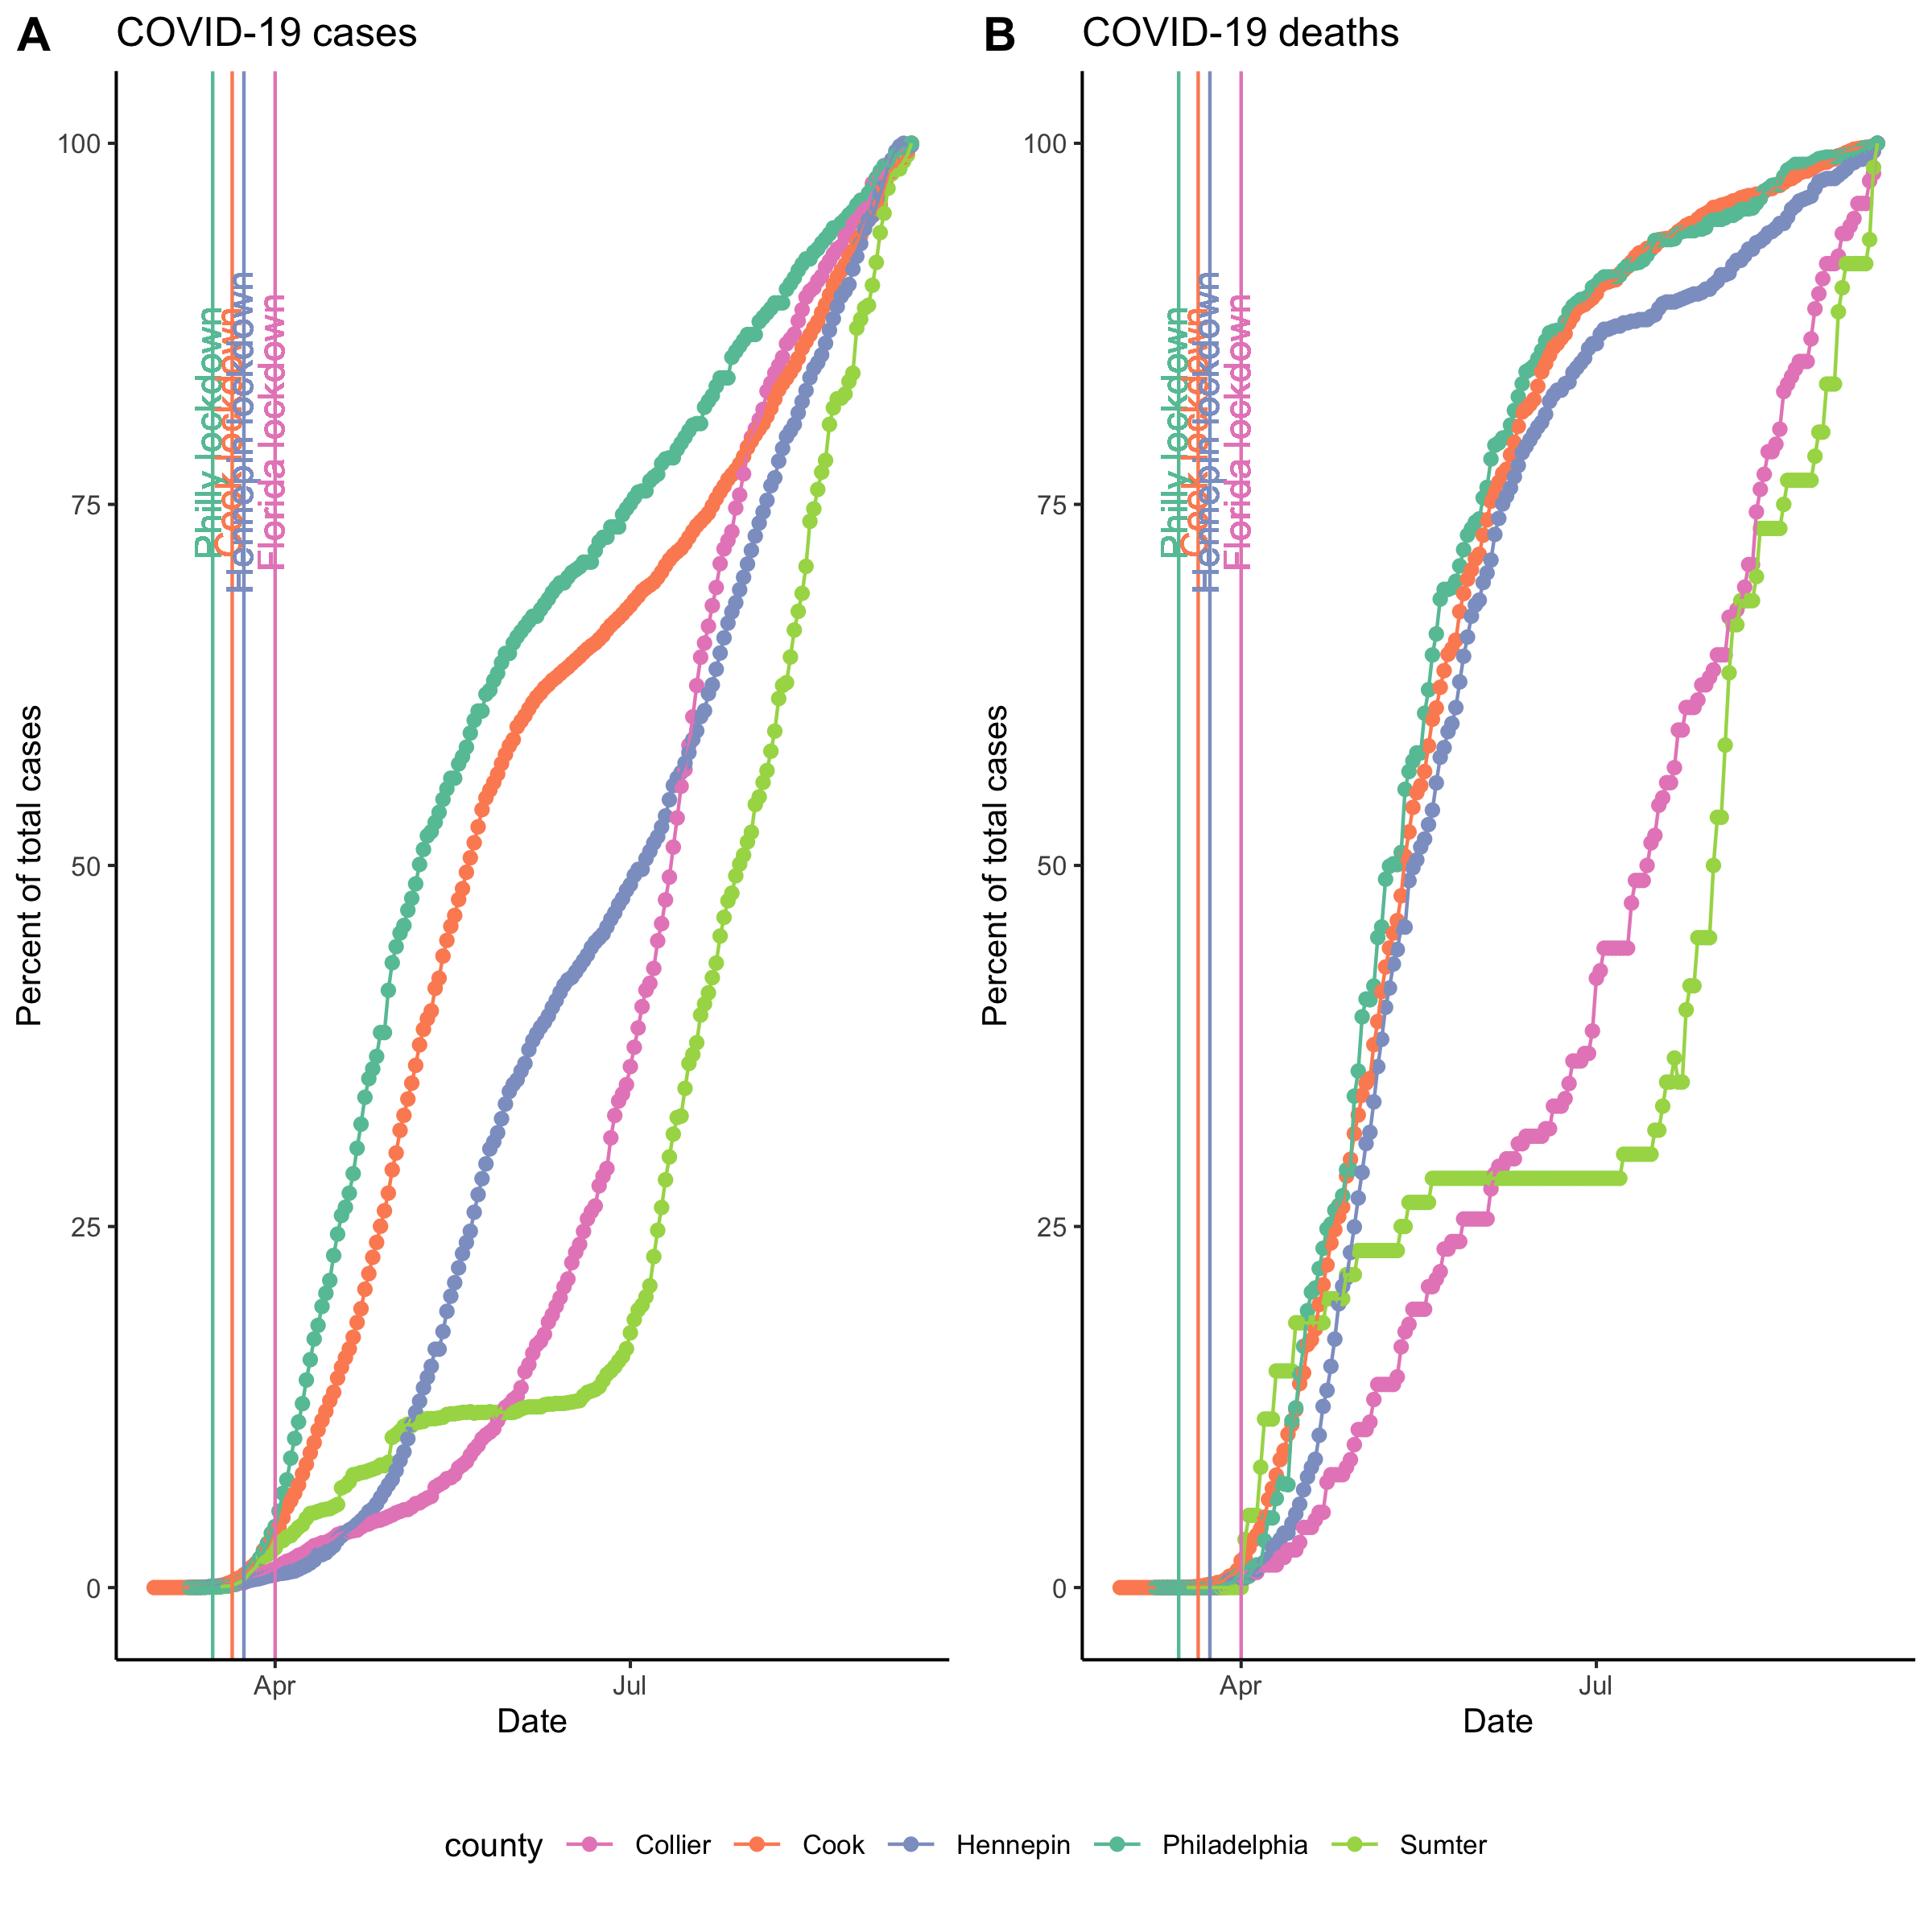 A COVID-19 cases
Percent of total cases
100
75
50
25
0
Philly lockdown
Cook lockdown
Hennepin lockdown
Florida lockdown
Apr Jul
Date
B COVID-19 deaths
Percent of total cases
100
75
50
25
0
Philly lockdown
Cook lockdown
Hennepin lockdown
Florida lockdown
Apr Jul
Date
county Collier Cook Hennepin Philadelphia Sumter